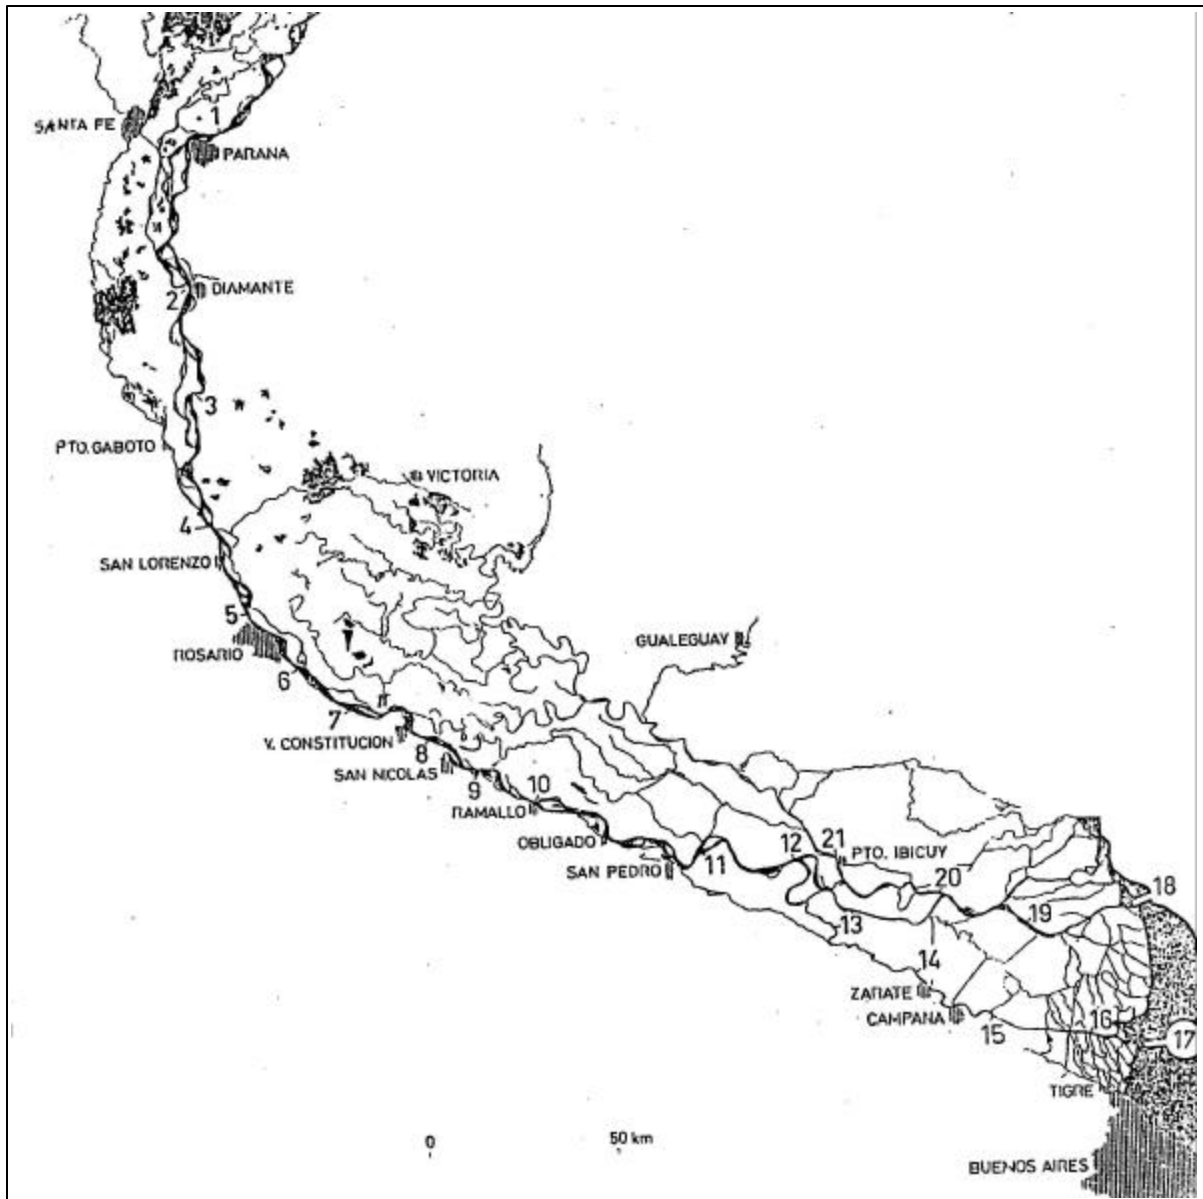 1
SANTA FE
PARANA
2
DIAMANTE
3
PTO. GABOTO
VICTORIA
4
SAN LORENZO
5
ROSARIO
GUALEGUAY
6
7
V. CONSTITUCION
8
SAN NICOLAS
9
10
RAMALLO
OBLIGADO
12
21
PTO. IBICUY
SAN PEDRO
11
20
18
19
13
14
ZARATE
CAMPANA
15
16
17
TIGRE
0
50 km
BUENOS AIRES